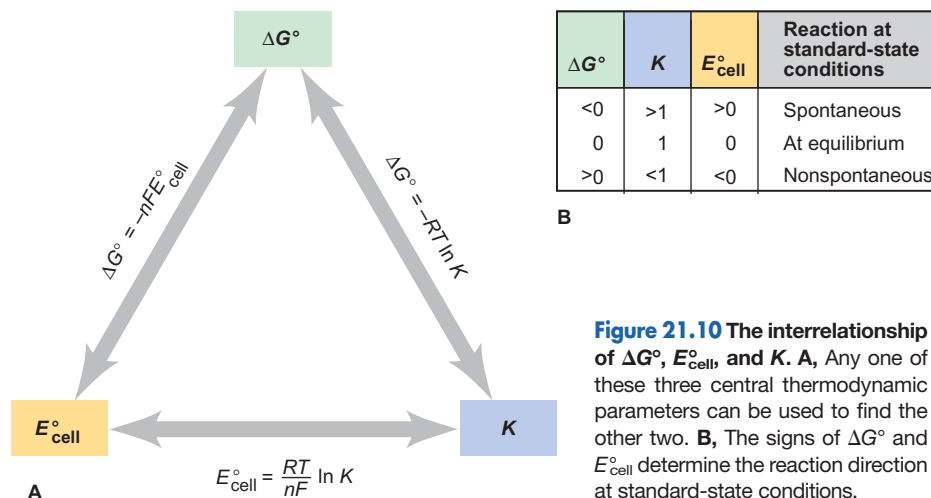 ΔG°
ΔG° = –nFE°cell
ΔG° = –RT ln K
E°cell
K
E°cell = RT/nF ln K
A
ΔG° K E°cell Reaction at
standard-state
conditions
<0 >1 >0 Spontaneous
0 1 0 At equilibrium
>0 <1 <0 Nonspontaneous
B
Figure 21.10 The interrelationship
of ΔG°, E°cell, and K. A, Any one of
these three central thermodynamic
parameters can be used to find the
other two. B, The signs of ΔG° and
E°cell determine the reaction direction
at standard-state conditions.